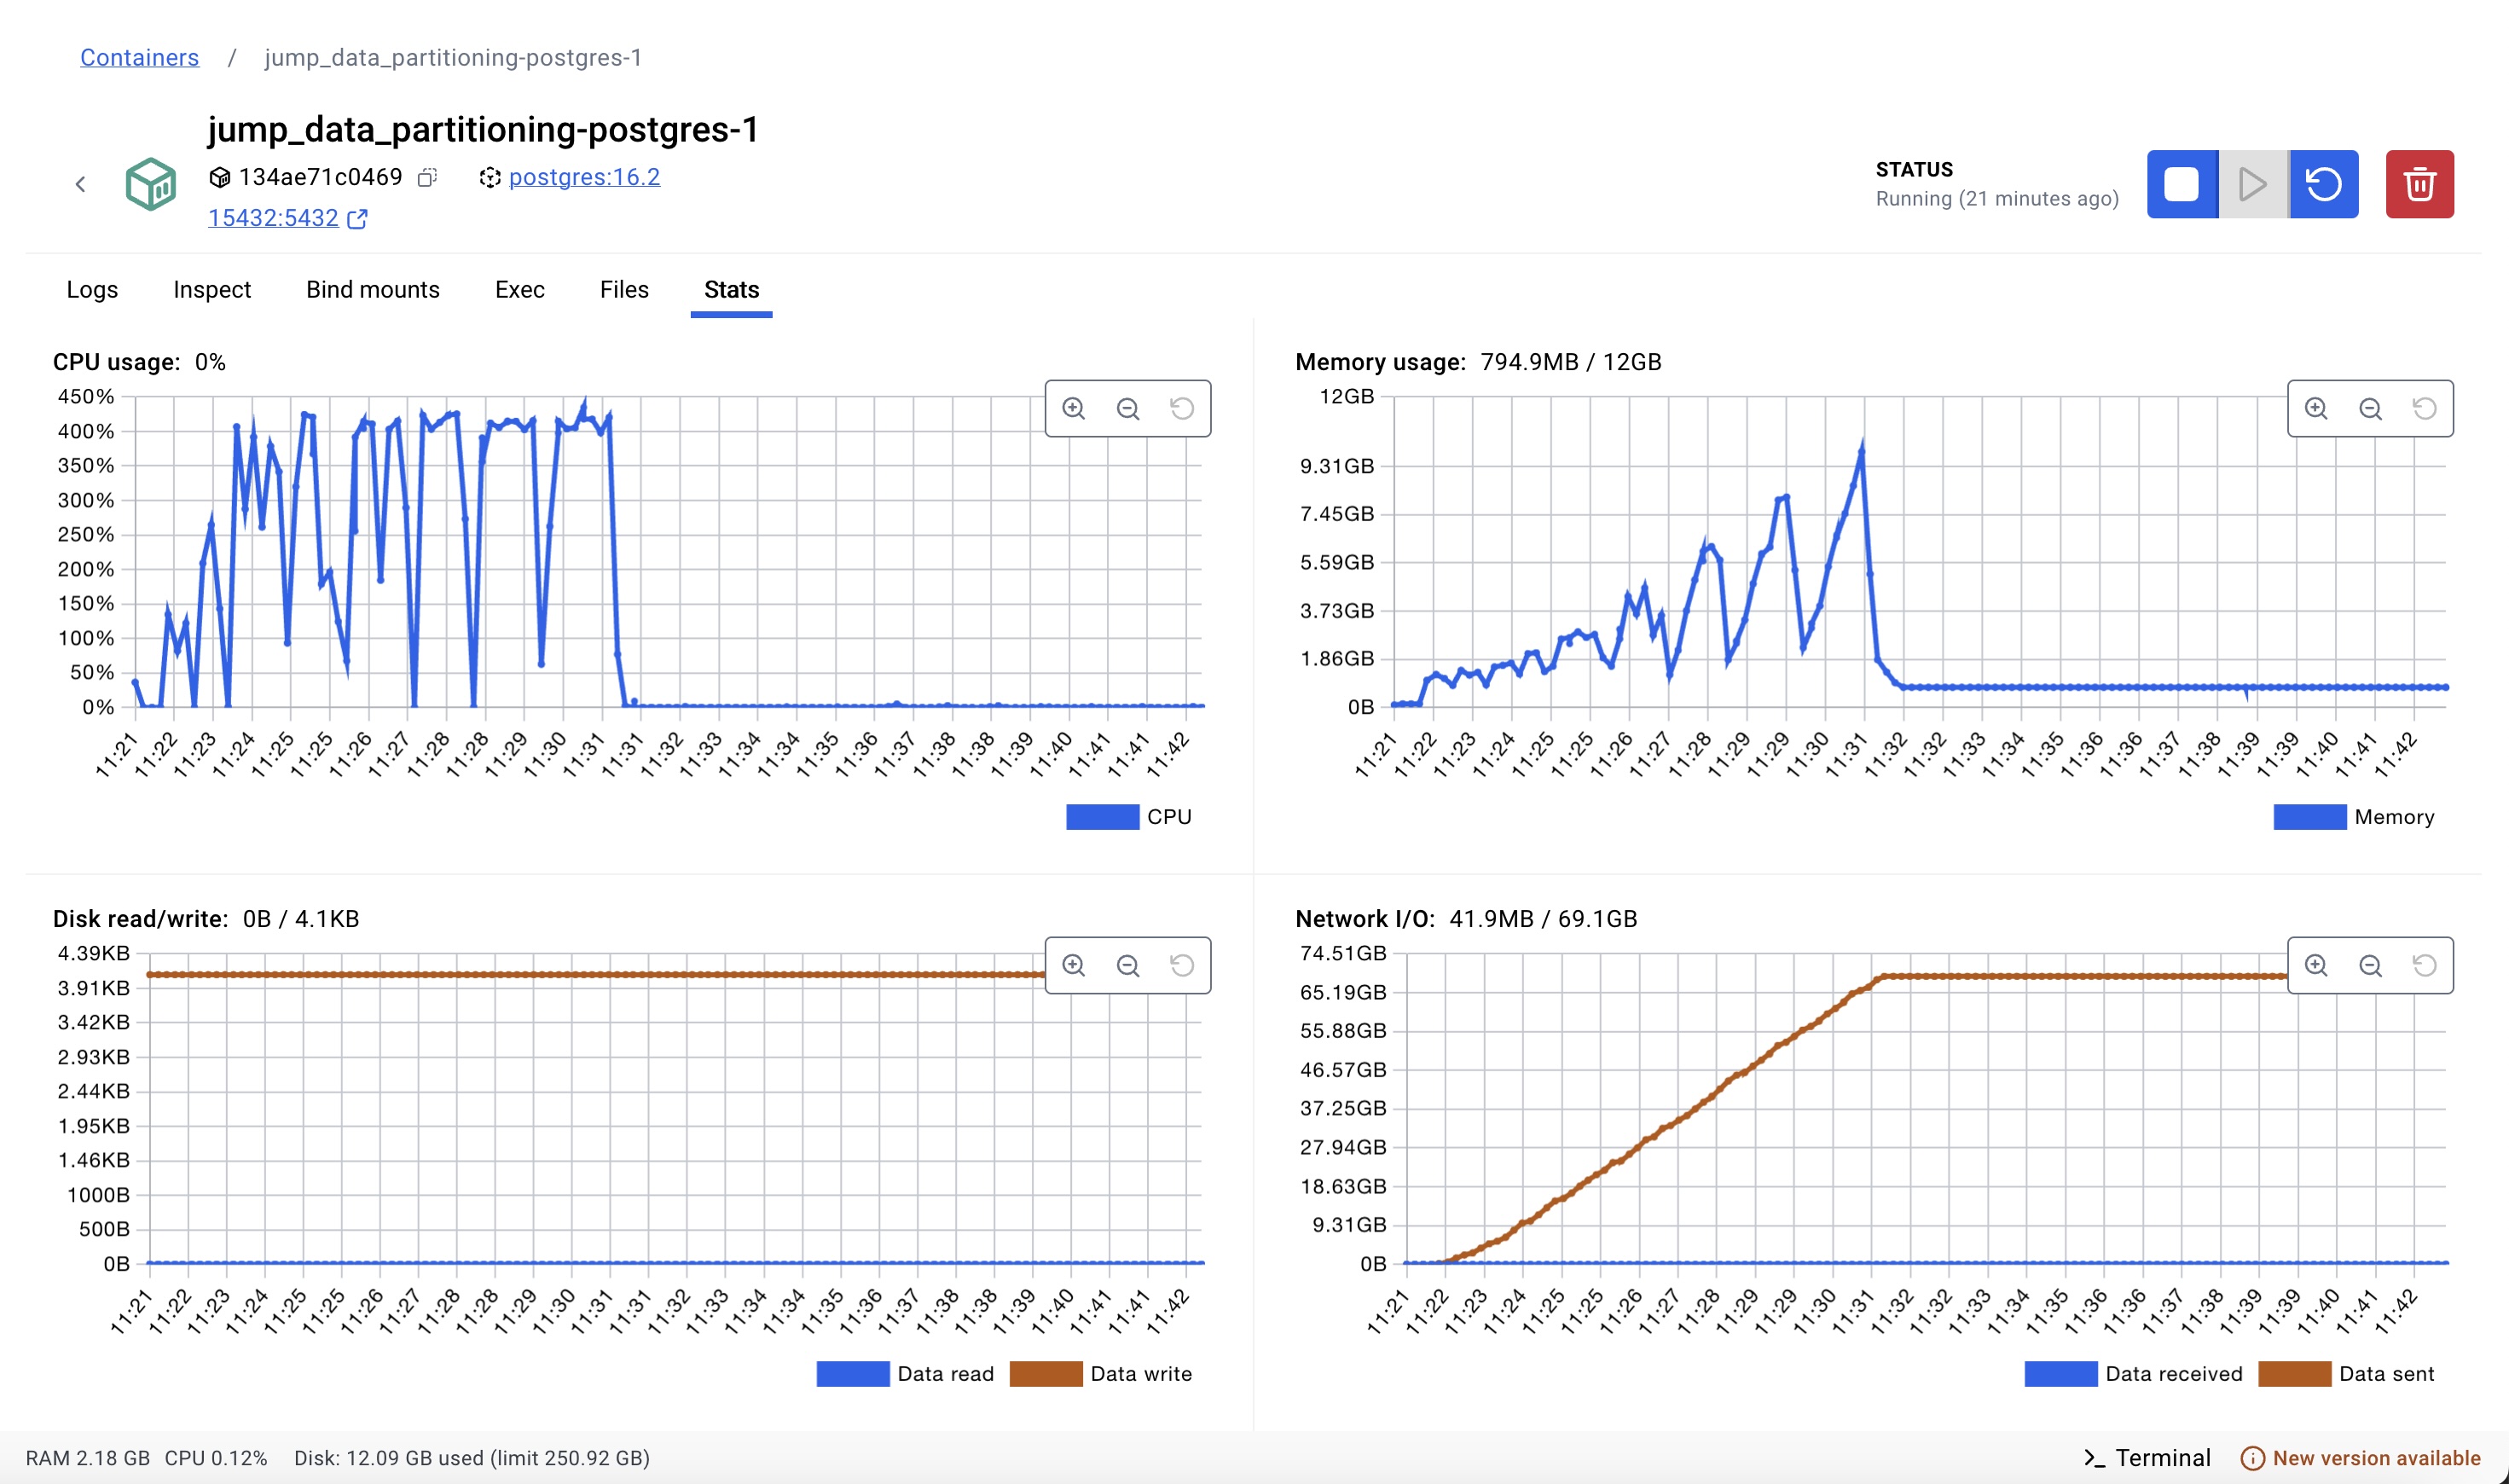 Containers / jump_data_partitioning-postgres-1
jump_data_partitioning-postgres-1
134ae71c0469 postgres:16.2
15432:5432
STATUS
Running (21 minutes ago)
Logs Inspect Bind mounts Exec Files Stats
CPU usage: 0%
450%
400%
350%
300%
250%
200%
150%
100%
50%
0%
11:21 11:22 11:23 11:24 11:25 11:25 11:26 11:27 11:28 11:28 11:29 11:30 11:31 11:31 11:32 11:33 11:34 11:34 11:35 11:36 11:37 11:38 11:38 11:39 11:40 11:41 11:41 11:42
CPU
Memory usage: 794.9MB / 12GB
12GB
9.31GB
7.45GB
5.59GB
3.73GB
1.86GB
0B
11:21 11:22 11:23 11:24 11:25 11:25 11:26 11:27 11:28 11:29 11:29 11:30 11:31 11:32 11:32 11:33 11:34 11:35 11:36 11:36 11:37 11:38 11:39 11:39 11:40 11:41 11:42
Memory
Disk read/write: 0B / 4.1KB
4.39KB
3.91KB
3.42KB
2.93KB
2.44KB
1.95KB
1.46KB
1000B
500B
0B
11:21 11:22 11:23 11:24 11:25 11:25 11:26 11:27 11:28 11:28 11:29 11:30 11:31 11:31 11:32 11:33 11:34 11:34 11:35 11:36 11:37 11:38 11:38 11:39 11:40 11:41 11:41 11:42
Data read Data write
Network I/O: 41.9MB / 69.1GB
74.51GB
65.19GB
55.88GB
46.57GB
37.25GB
27.94GB
18.63GB
9.31GB
0B
11:21 11:22 11:23 11:24 11:25 11:25 11:26 11:27 11:28 11:29 11:29 11:30 11:31 11:32 11:32 11:33 11:34 11:35 11:36 11:36 11:37 11:38 11:39 11:39 11:40 11:41 11:42
Data received Data sent
RAM 2.18 GB CPU 0.12% Disk: 12.09 GB used (limit 250.92 GB) >_ Terminal New version available